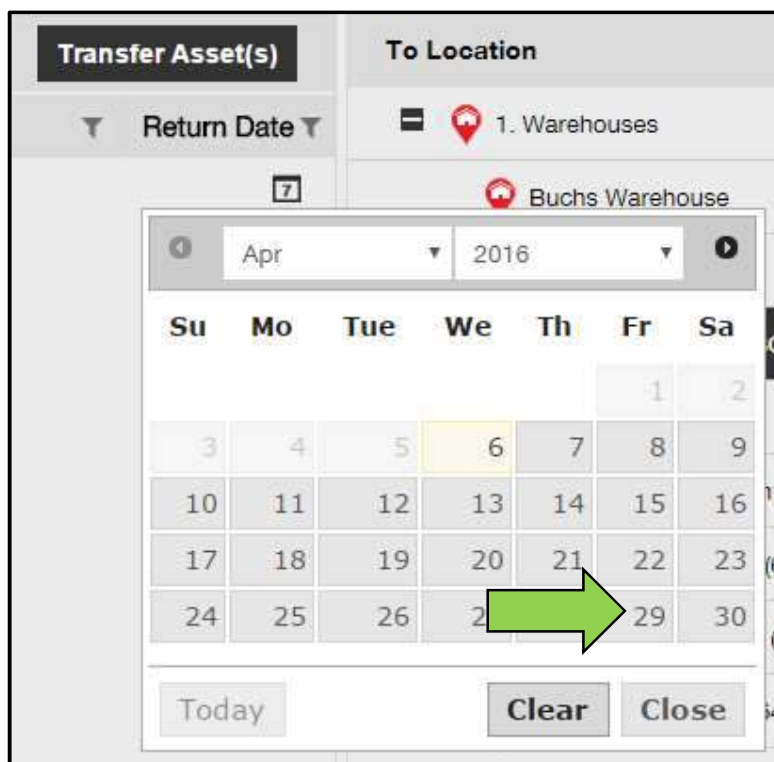 Transfer Asset(s) To Location
Return Date 1. Warehouses
7 Buchs Warehouse
Apr 2016
Su Mo Tue We Th Fr Sa
1 2
3 4 5 6 7 8 9
10 11 12 13 14 15 16
17 18 19 20 21 22 23
24 25 26 29 30
Today Clear Close